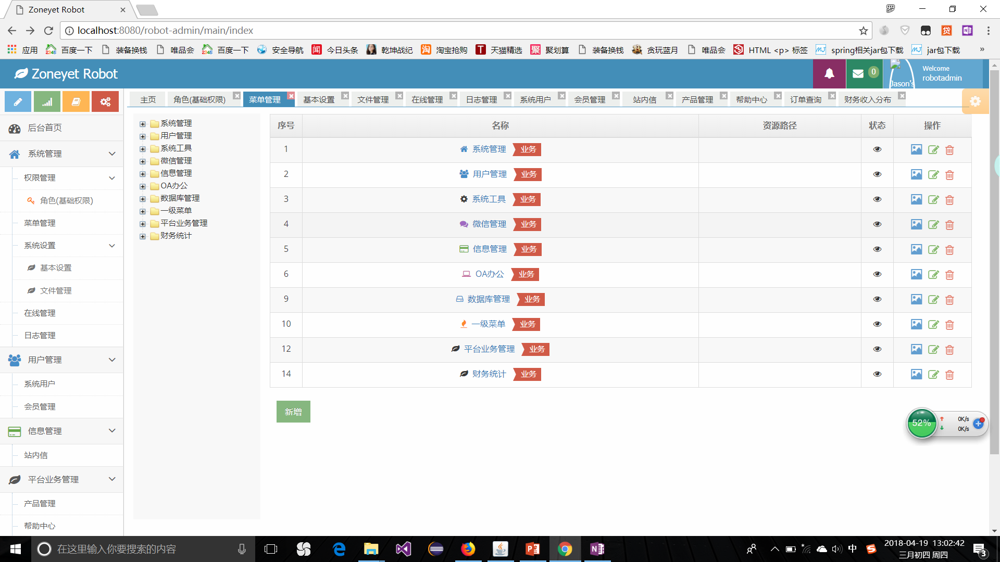 Zoneyet Robot
localhost:8080/robot-admin/main/index
应用 百度一下 装备换钱 唯品会 百度一下 安全导航 今日头条 乾坤战纪 淘宝抢购 天猫精选 聚划算 装备换钱 贪玩蓝月 唯品会 HTML <p> 标签 spring相关jar包下载 jar包下载 »
Zoneyet Robot
0
Jason's
Welcome
robotadmin
主页 角色(基础权限) 菜单管理 基本设置 文件管理 在线管理 日志管理 系统用户 会员管理 站内信 产品管理 帮助中心 订单查询 财务收入分布
后台首页
系统管理
权限管理
角色(基础权限)
菜单管理
系统设置
基本设置
文件管理
在线管理
日志管理
用户管理
系统用户
会员管理
信息管理
站内信
平台业务管理
产品管理
帮助中心
系统管理
用户管理
系统工具
微信管理
信息管理
OA办公
数据库管理
一级菜单
平台业务管理
财务统计
序号 名称 资源路径 状态 操作
1 系统管理 业务
2 用户管理 业务
3 系统工具 业务
4 微信管理 业务
5 信息管理 业务
6 OA办公 业务
9 数据库管理 业务
10 一级菜单 业务
12 平台业务管理 业务
14 财务统计 业务
新增
52%
0K/s
0K/s
在这里输入你要搜索的内容
中
2018-04-19 13:02:42
三月初四 周四
3